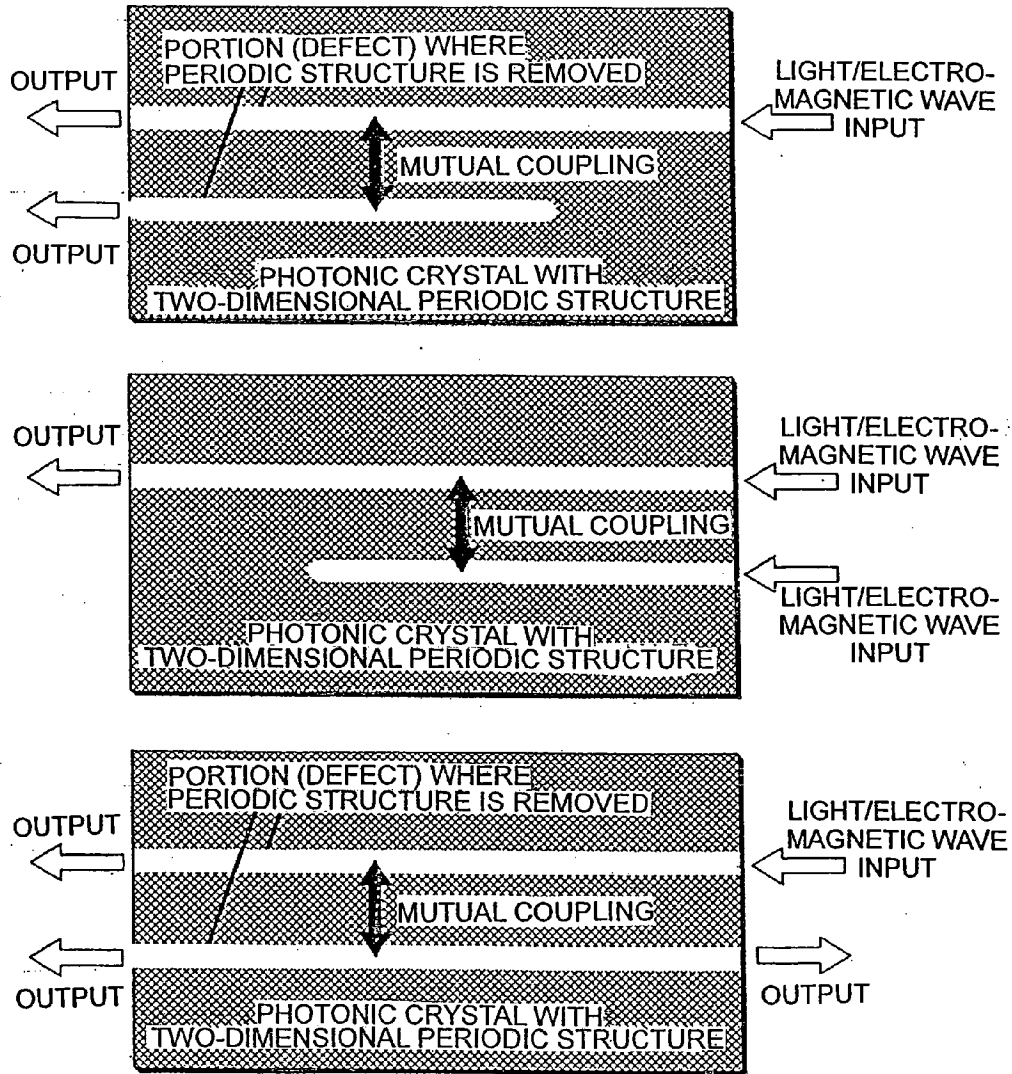 PORTION (DEFECT) WHERE
PERIODIC STRUCTURE IS REMOVED
OUTPUT
LIGHT/ELECTRO-
MAGNETIC WAVE
INPUT
MUTUAL COUPLING
OUTPUT
PHOTONIC CRYSTAL WITH
TWO-DIMENSIONAL PERIODIC STRUCTURE
OUTPUT
LIGHT/ELECTRO-
MAGNETIC WAVE
INPUT
MUTUAL COUPLING
LIGHT/ELECTRO-
MAGNETIC WAVE
INPUT
PHOTONIC CRYSTAL WITH
TWO-DIMENSIONAL PERIODIC STRUCTURE
PORTION (DEFECT) WHERE
PERIODIC STRUCTURE IS REMOVED
OUTPUT
LIGHT/ELECTRO-
MAGNETIC WAVE
INPUT
MUTUAL COUPLING
OUTPUT
OUTPUT
PHOTONIC CRYSTAL WITH
TWO-DIMENSIONAL PERIODIC STRUCTURE